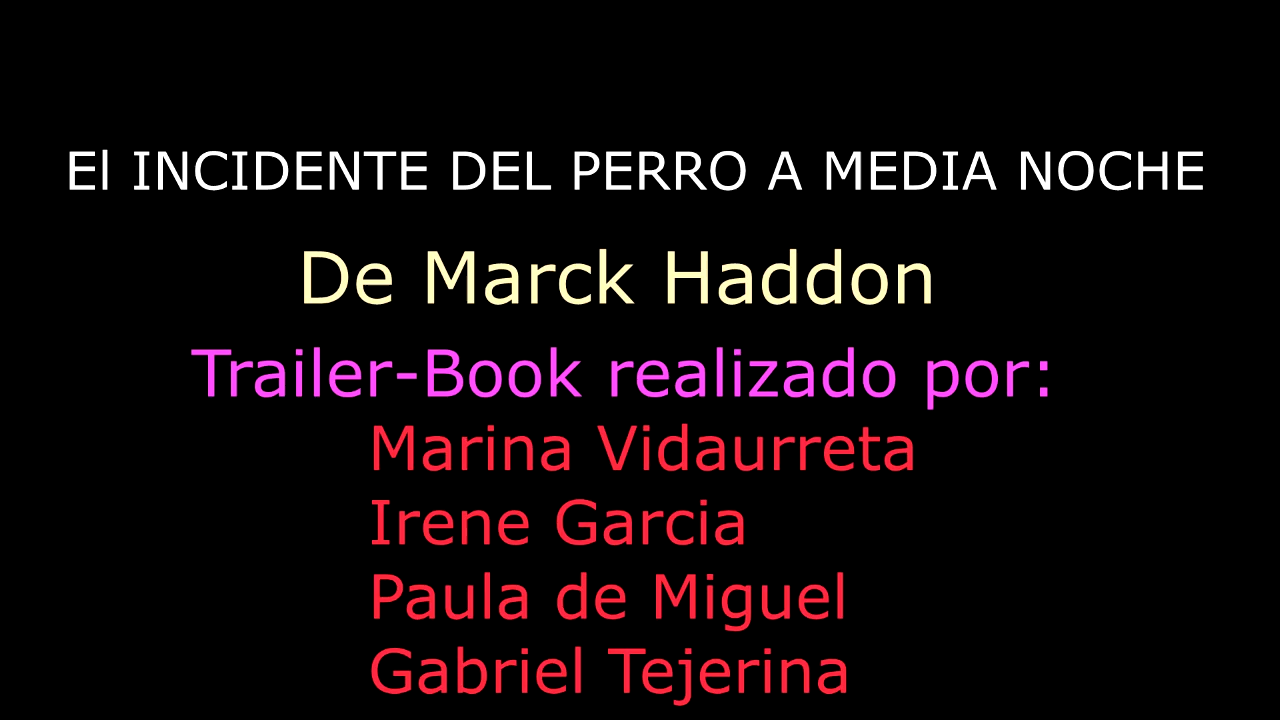 El INCIDENTE DEL PERRO A MEDIA NOCHE
De Marck Haddon
Trailer-Book realizado por:
Marina Vidaurreta
Irene Garcia
Paula de Miguel
Gabriel Tejerina